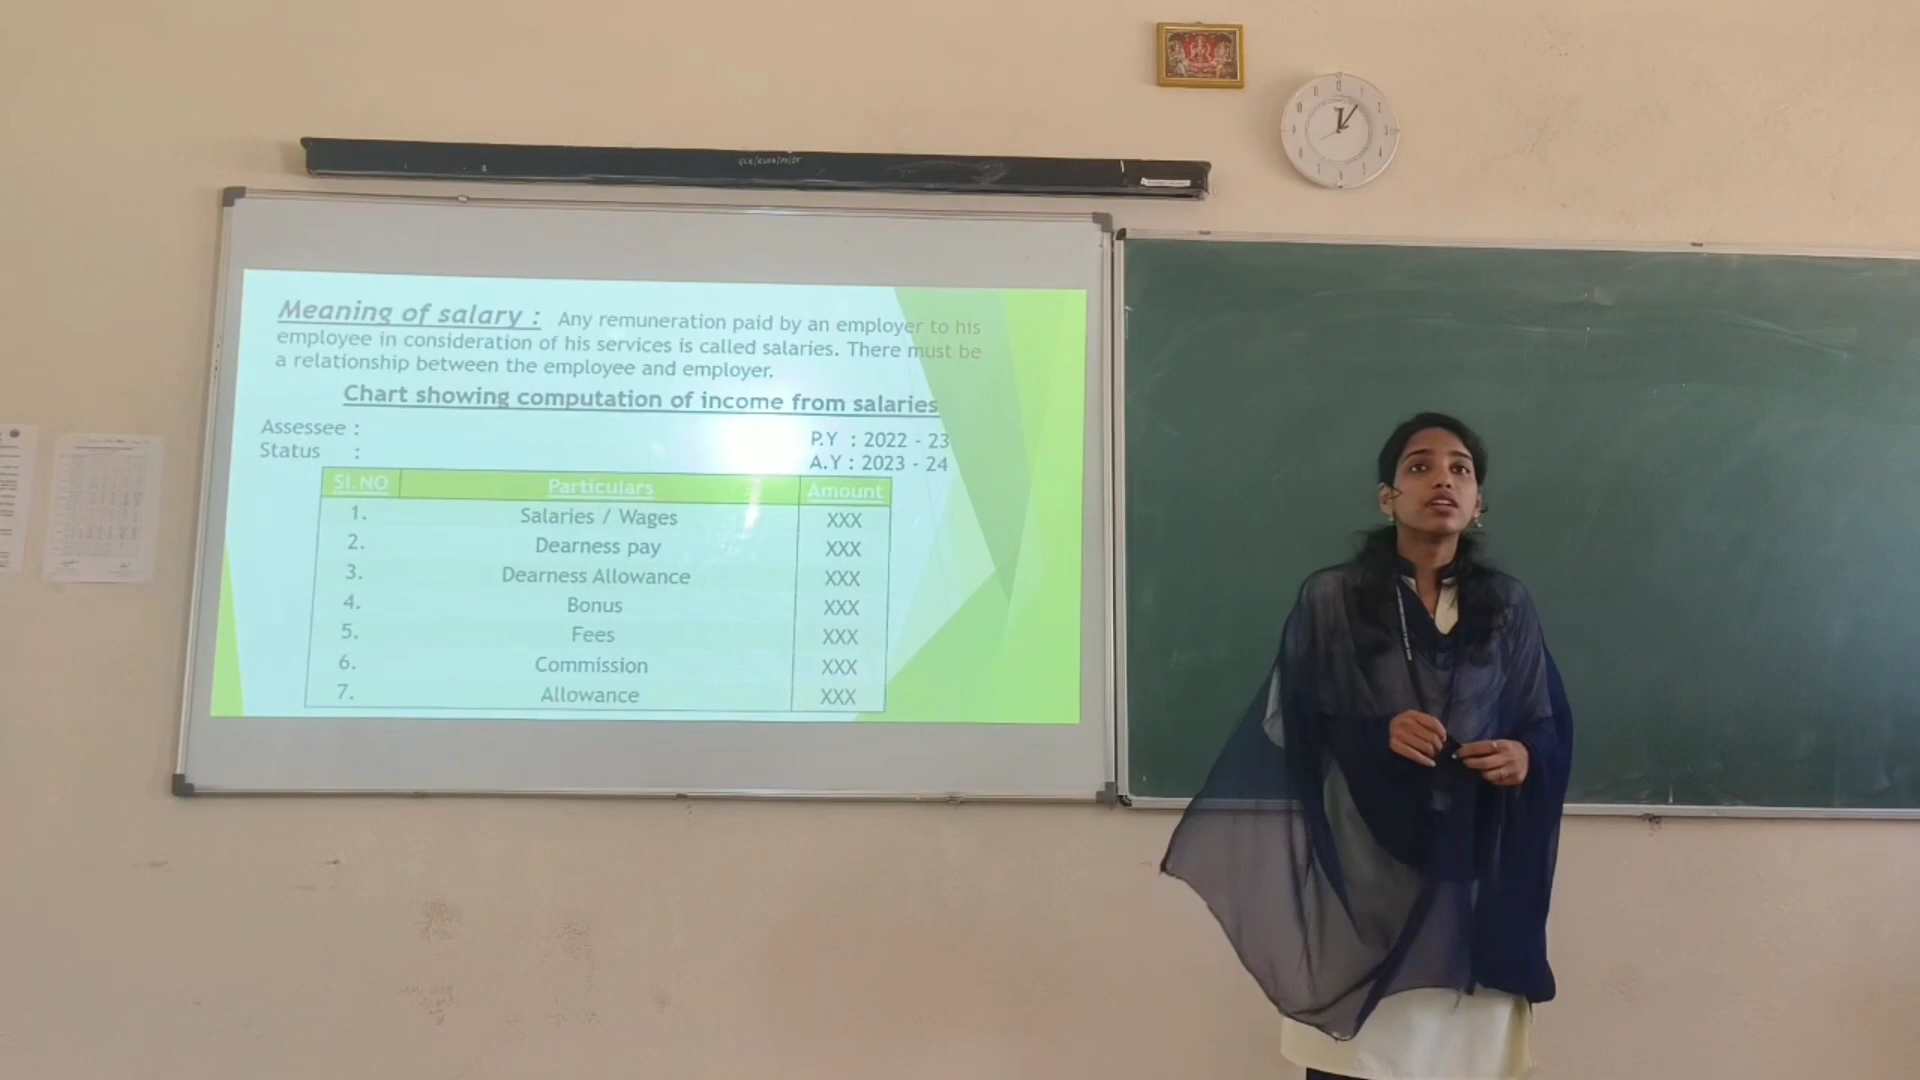 Meaning of salary : Any remuneration paid by an employer to his
employee in consideration of his services is called salaries. There must be
a relationship between the employee and employer.
Chart showing computation of income from salaries
Assessee :
P.Y : 2022 - 23
Status :
A.Y : 2023 - 24
SI.NO Particulars Amount
1. Salaries / Wages XXX
2. Dearness pay XXX
3. Dearness Allowance XXX
4. Bonus XXX
5. Fees XXX
6. Commission XXX
7. Allowance XXX